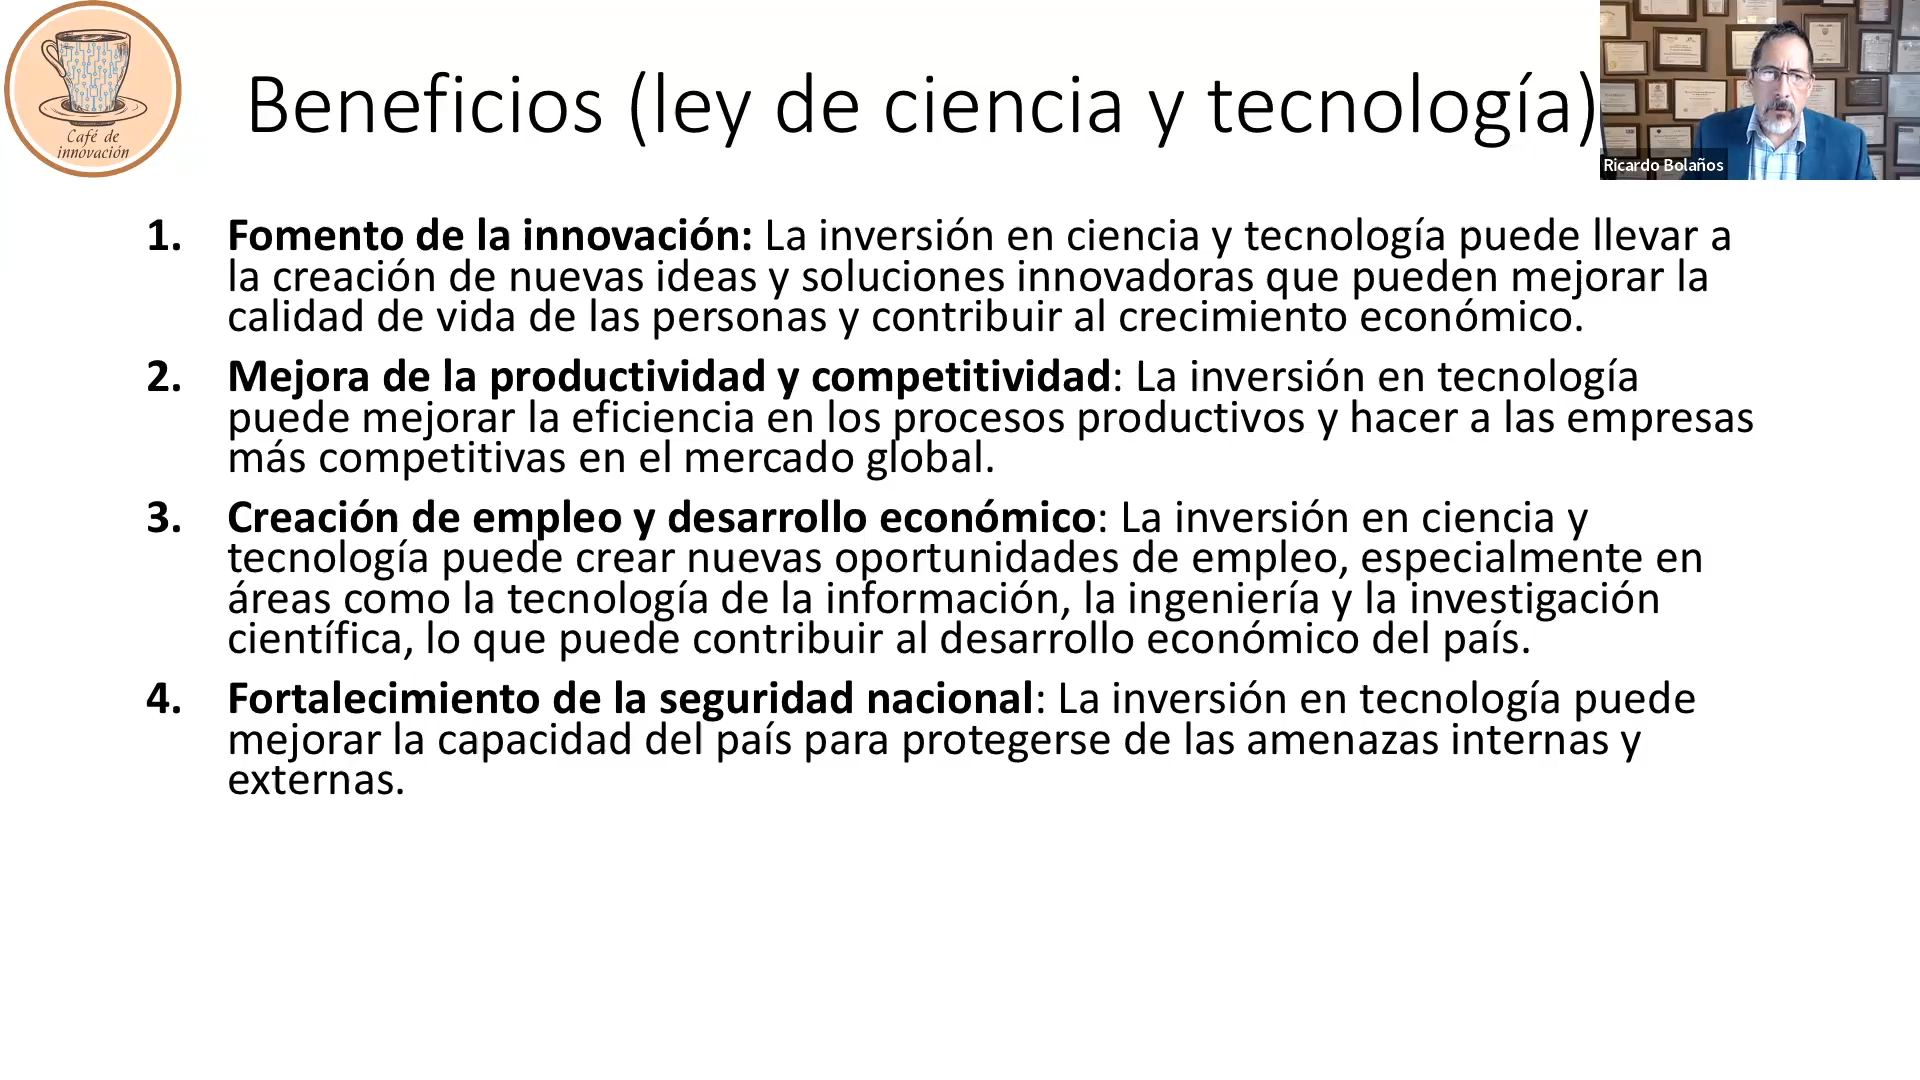 Café de
innovación
Beneficios (ley de ciencia y tecnología)
Ricardo Bolaños
1. Fomento de la innovación: La inversión en ciencia y tecnología puede llevar a
la creación de nuevas ideas y soluciones innovadoras que pueden mejorar la
calidad de vida de las personas y contribuir al crecimiento económico.
2. Mejora de la productividad y competitividad: La inversión en tecnología
puede mejorar la eficiencia en los procesos productivos y hacer a las empresas
más competitivas en el mercado global.
3. Creación de empleo y desarrollo económico: La inversión en ciencia y
tecnología puede crear nuevas oportunidades de empleo, especialmente en
áreas como la tecnología de la información, la ingeniería y la investigación
científica, lo que puede contribuir al desarrollo económico del país.
4. Fortalecimiento de la seguridad nacional: La inversión en tecnología puede
mejorar la capacidad del país para protegerse de las amenazas internas y
externas.